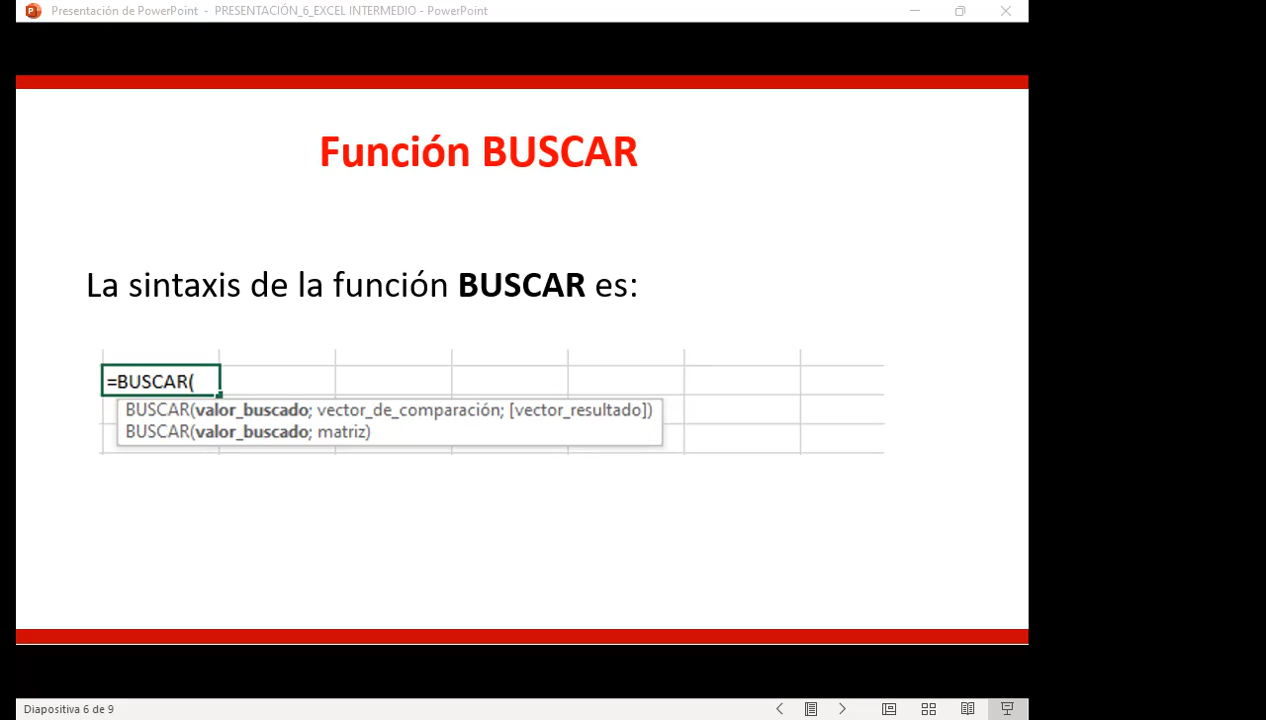 Presentación de PowerPoint - PRESENTACIÓN_6_EXCEL INTERMEDIO - PowerPoint
Función BUSCAR
La sintaxis de la función BUSCAR es:
=BUSCAR(
BUSCAR(valor_buscado; vector_de_comparación; [vector_resultado])
BUSCAR(valor_buscado; matriz)
Diapositiva 6 de 9